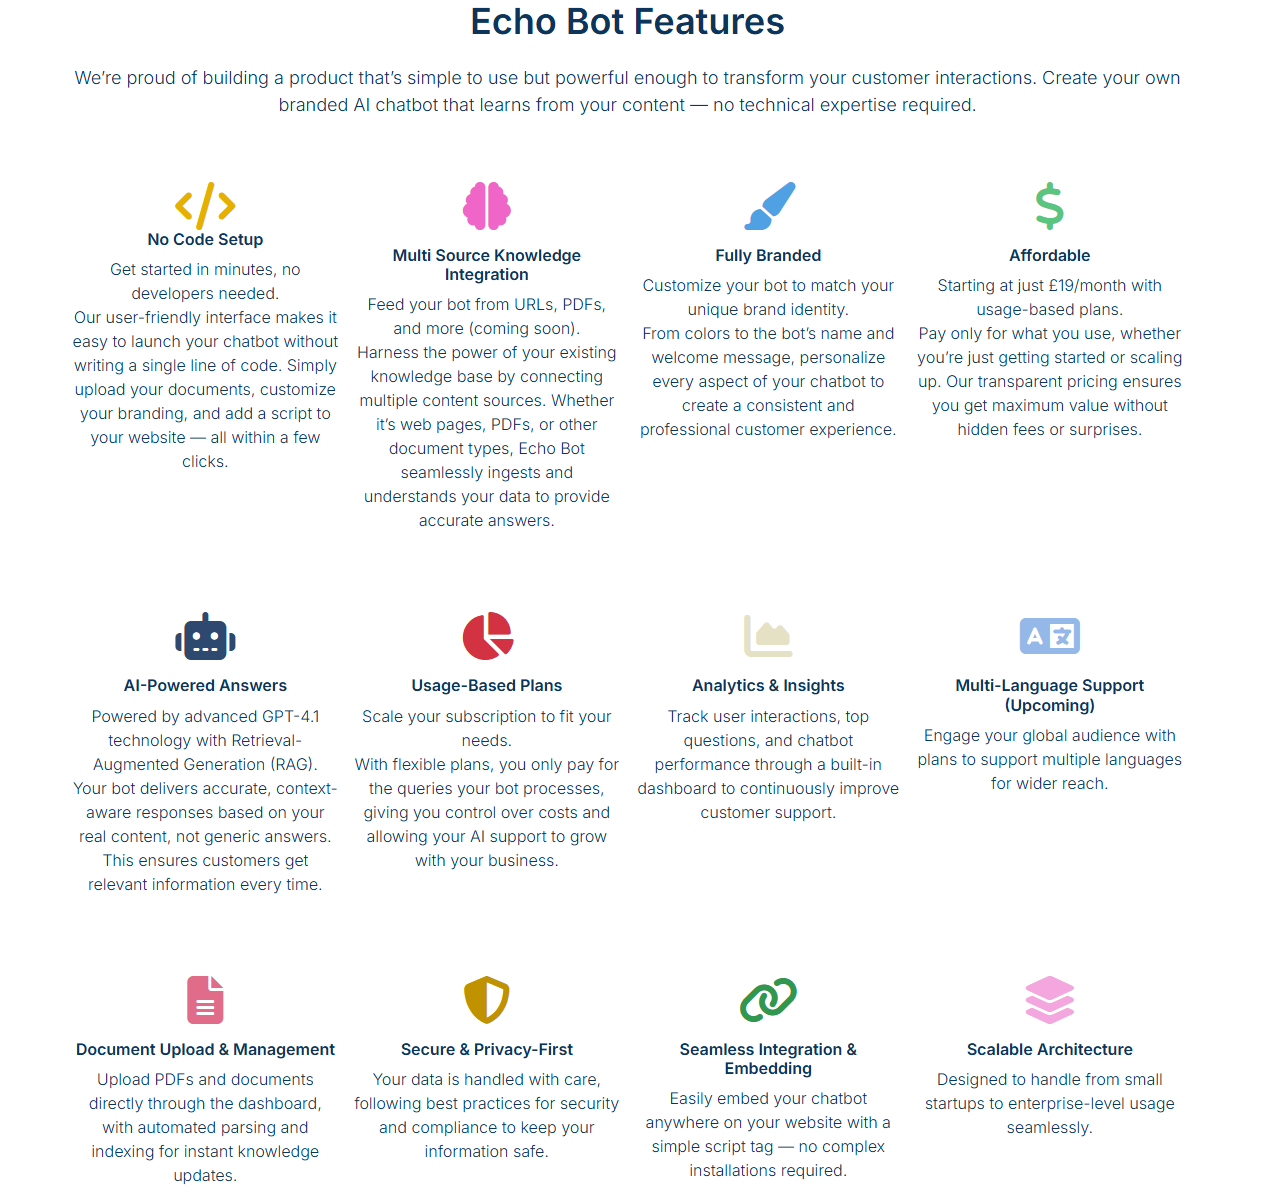 Echo Bot Features
We're proud of building a product that's simple to use but powerful enough to transform your customer interactions. Create your own
branded AI chatbot that learns from your content — no technical expertise required.
No Code Setup
Get started in minutes, no
developers needed.
Our user-friendly interface makes it
easy to launch your chatbot without
writing a single line of code. Simply
upload your documents, customize
your branding, and add a script to
your website — all within a few
clicks.
Multi Source Knowledge
Integration
Feed your bot from URLs, PDFs,
and more (coming soon).
Harness the power of your existing
knowledge base by connecting
multiple content sources. Whether
it's web pages, PDFs, or other
document types, Echo Bot
seamlessly ingests and
understands your data to provide
accurate answers.
Fully Branded
Customize your bot to match your
unique brand identity.
From colors to the bot's name and
welcome message, personalize
every aspect of your chatbot to
create a consistent and
professional customer experience.
Affordable
Starting at just £19/month with
usage-based plans.
Pay only for what you use, whether
you're just getting started or scaling
up. Our transparent pricing ensures
you get maximum value without
hidden fees or surprises.
AI-Powered Answers
Powered by advanced GPT-4.1
technology with Retrieval-
Augmented Generation (RAG).
Your bot delivers accurate, context-
aware responses based on your
real content, not generic answers.
This ensures customers get
relevant information every time.
Usage-Based Plans
Scale your subscription to fit your
needs.
With flexible plans, you only pay for
the queries your bot processes,
giving you control over costs and
allowing your AI support to grow
with your business.
Analytics & Insights
Track user interactions, top
questions, and chatbot
performance through a built-in
dashboard to continuously improve
customer support.
A 文
Multi-Language Support
(Upcoming)
Engage your global audience with
plans to support multiple languages
for wider reach.
Document Upload & Management
Upload PDFs and documents
directly through the dashboard,
with automated parsing and
indexing for instant knowledge
updates.
Secure & Privacy-First
Your data is handled with care,
following best practices for security
and compliance to keep your
information safe.
Seamless Integration &
Embedding
Easily embed your chatbot
anywhere on your website with a
simple script tag — no complex
installations required.
Scalable Architecture
Designed to handle from small
startups to enterprise-level usage
seamlessly.